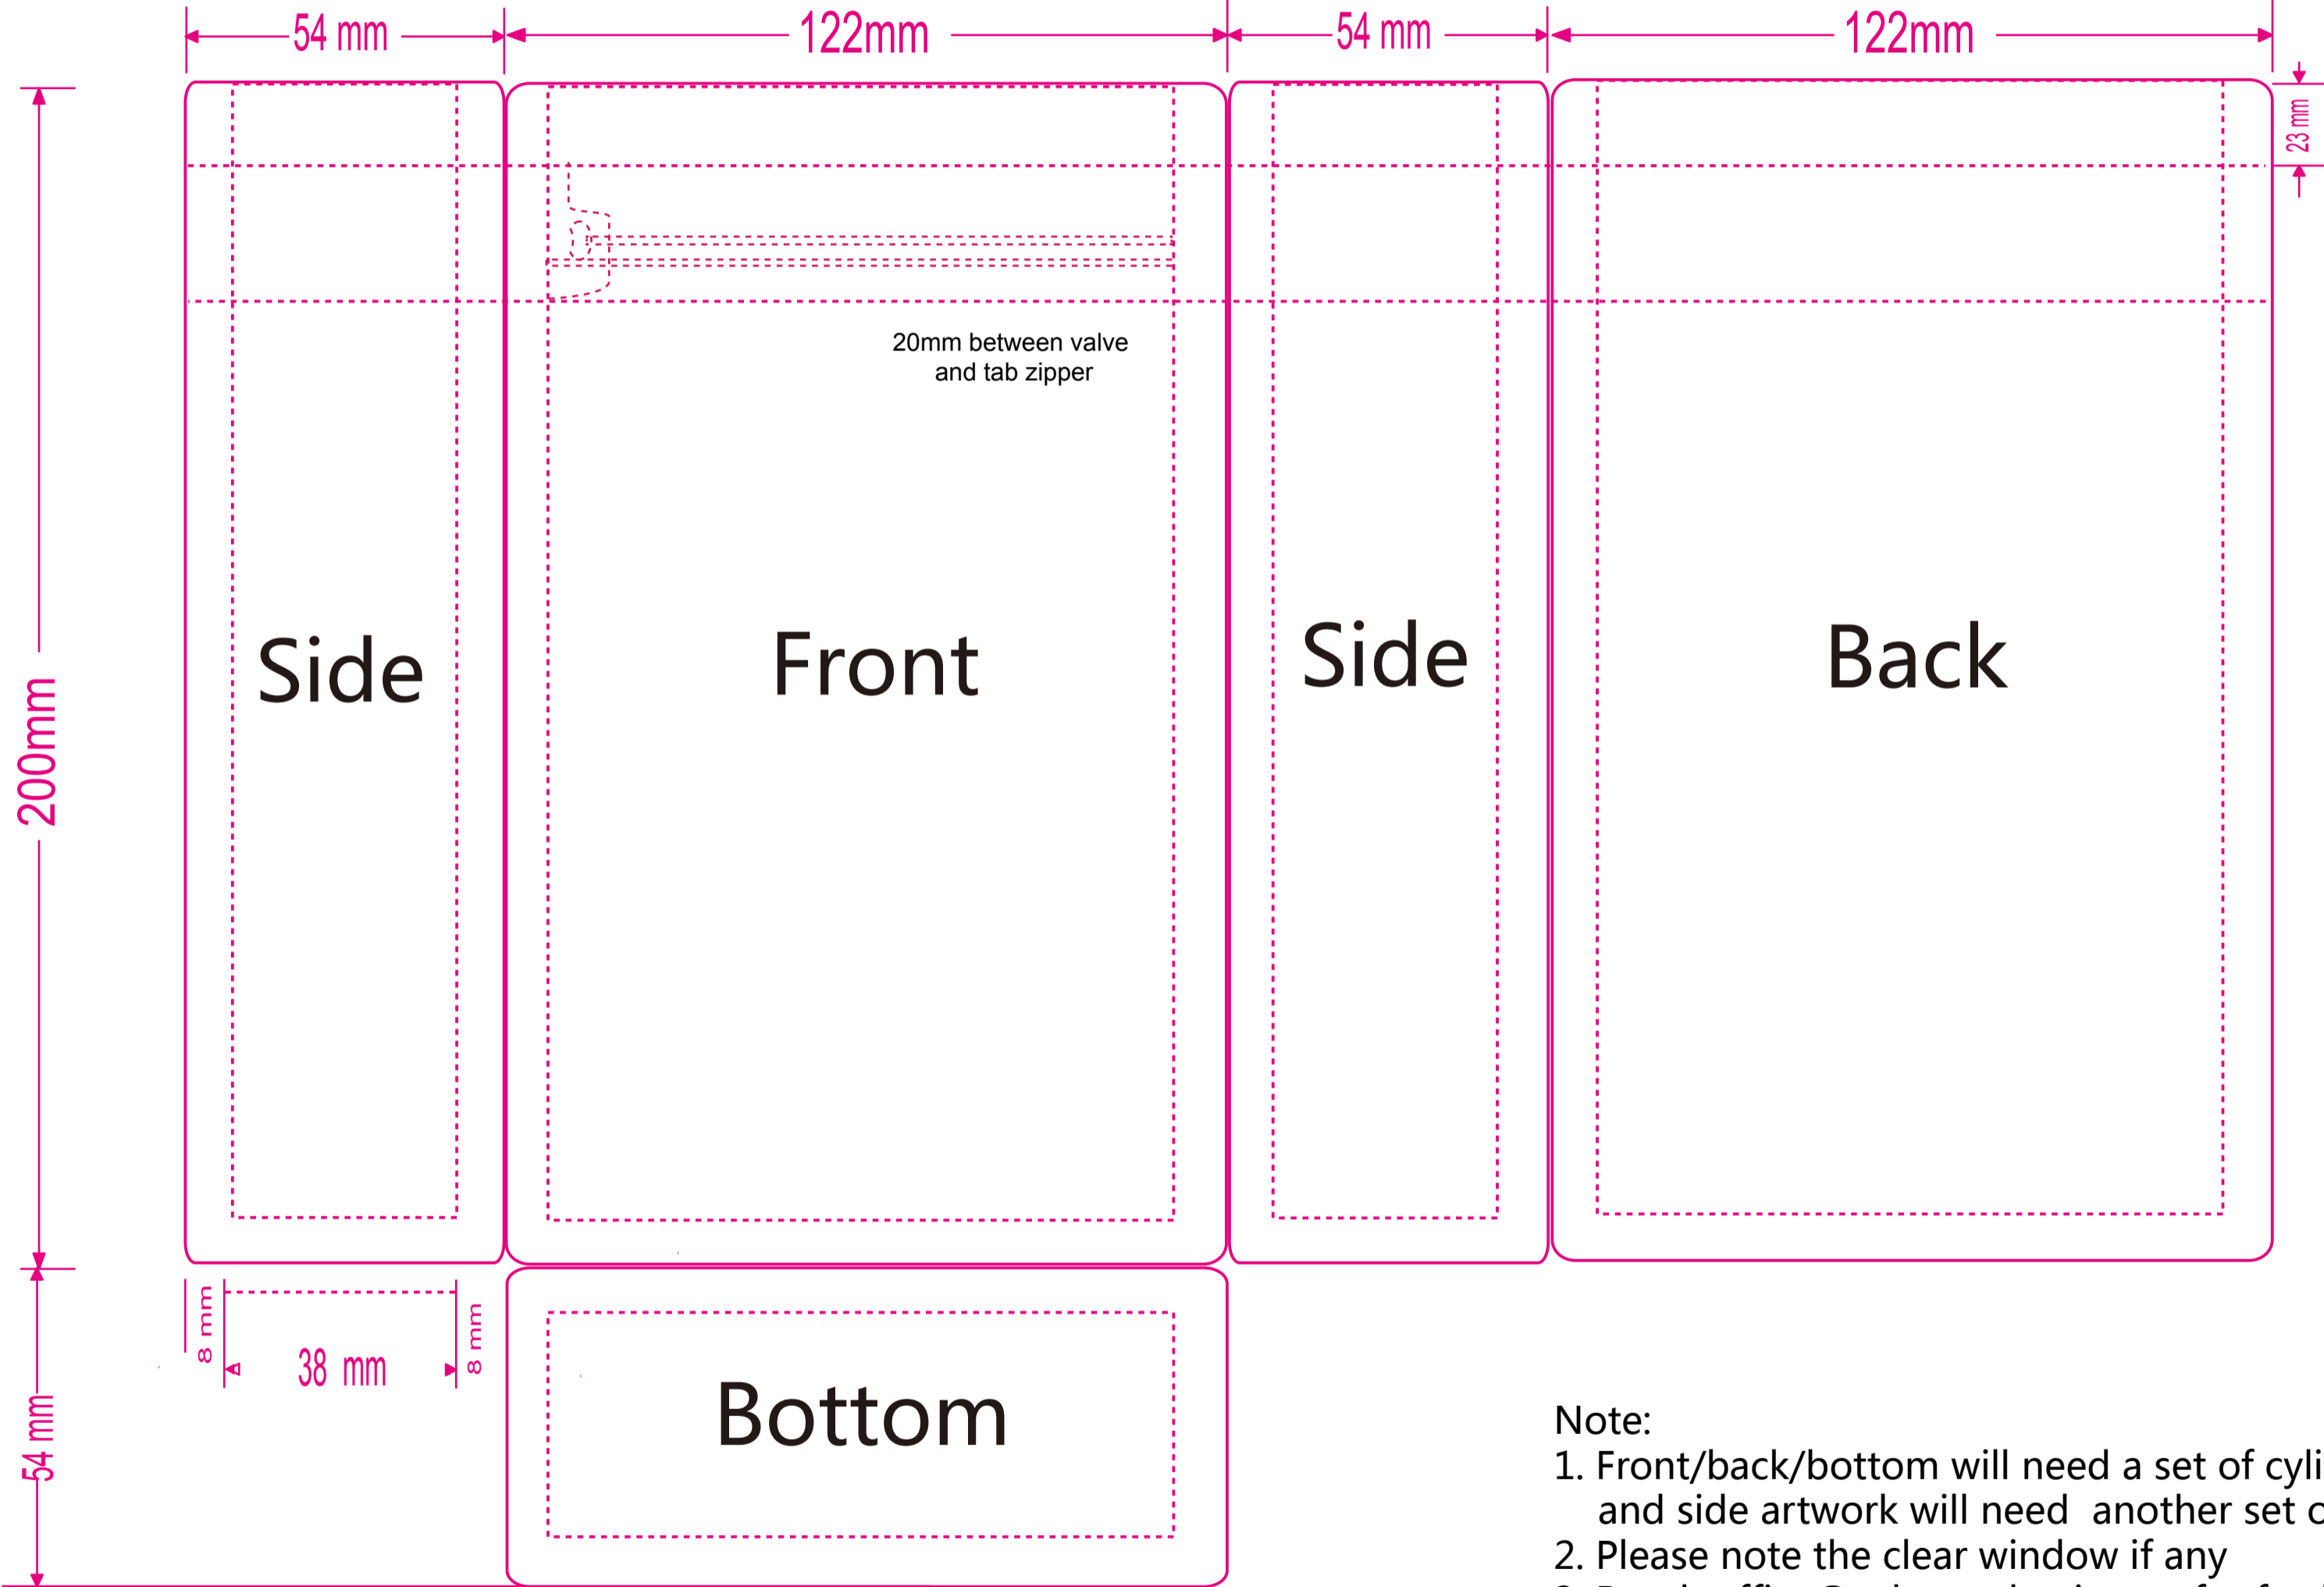 54 mm
122mm
54 mm
122mm
23 mm
20mm between valve
and tab zipper
200mm
Side
Front
Side
Back
8 mm
38 mm
8 mm
54 mm
Bottom
Note:
1. Front/back/bottom will need a set of
and side artwork will need another set
2. Please note the clear window if any